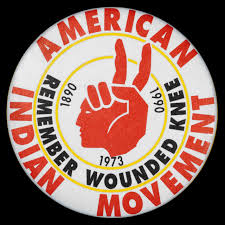 AMERICAN
INDIAN MOVEMENT
REMEMBER WOUNDED KNEE
1890
1990
1973